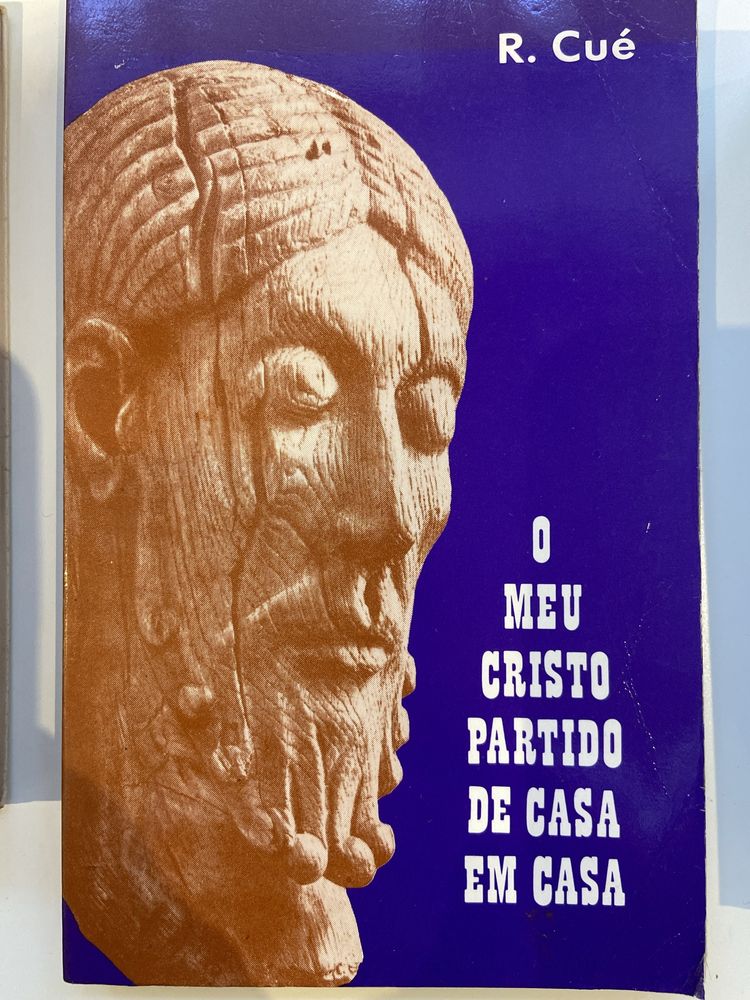 R. Cué
O
MEU
CRISTO
PARTIDO
DE CASA
EM CASA